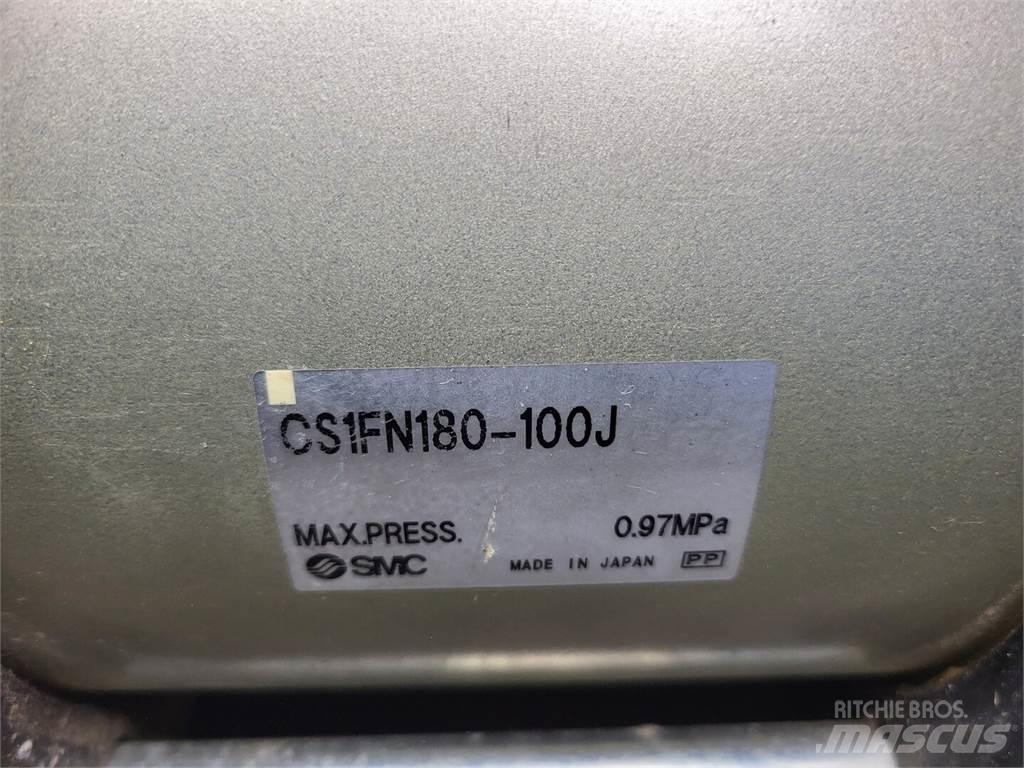 CS1FN180-100J
MAX.PRESS. 0.97MPa
SMC MADE IN JAPAN PP
RITCHIE BROS.
MASCUS